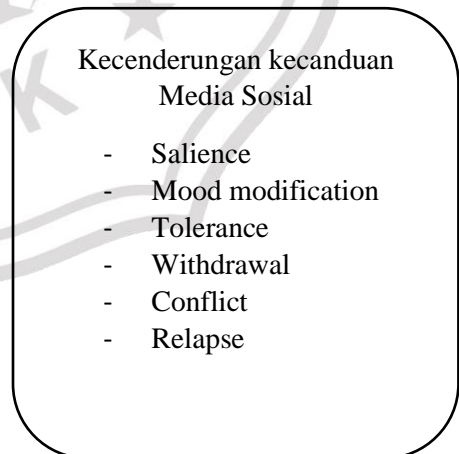 Kecenderungan kecanduan
Media Sosial
- Salience
- Mood modification
- Tolerance
- Withdrawal
- Conflict
- Relapse